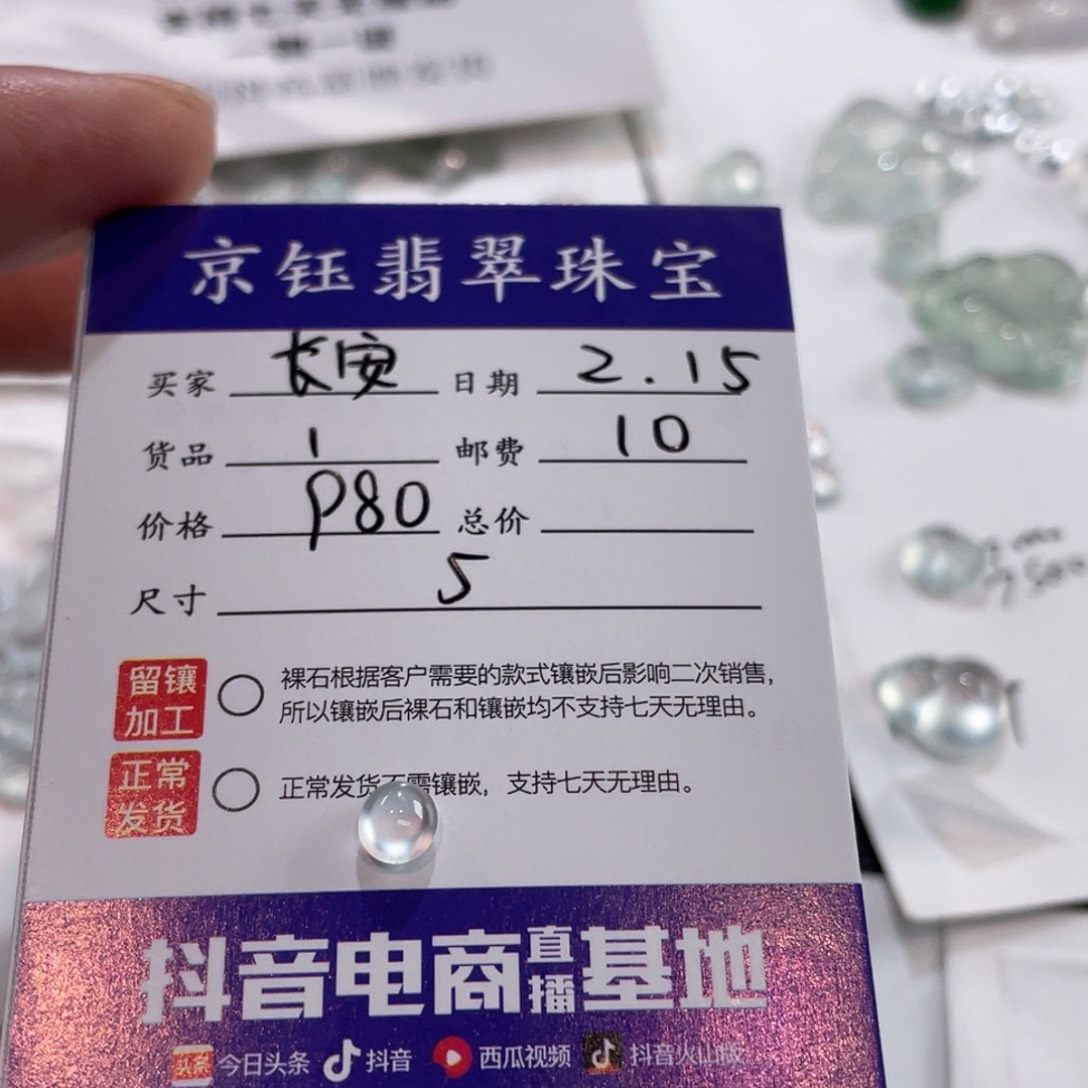 京钰翡翠珠宝
买家 长安 日期 2.15
货品 1 邮费 10
价格 P80 总价
尺寸 5
留镶加工 裸石根据客户需要的款式镶嵌后影响二次销售，
所以镶嵌后裸石和镶嵌均不支持七天无理由。
正常发货 正常发货不需镶嵌，支持七天无理由。
抖音电商直播基地
头条 今日头条 抖音 西瓜视频 抖音火山版